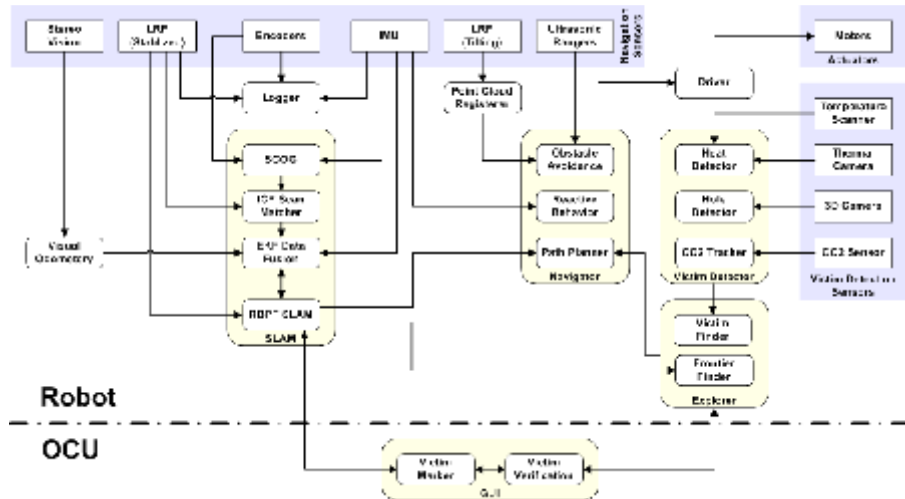 Stereo
Vision
LRF
(Stabilized)
Encoders
IMU
LRF
(Tilting)
Ultrasonic
Rangers
Navigation
Sensors
Motors
Actuators
Logger
Point Cloud
Registerer
Driver
Temperature
Scanner
Obstacle
Avoidance
Heat
Detector
Thermal
Camera
ICP Scan
Matcher
Reactive
Behavior
Hole
Detector
3D Camera
Visual
Odometry
EKF Data
Fusion
Path Planner
CO2 Tracker
CO2 Sensor
Navigator
Victim Detector
Victim Detection
Sensors
RBPF SLAM
SLAM
Victim
Finder
Frontier
Finder
Explorer
Robot
OCU
Victim
Marker
Victim
Verification
GUI